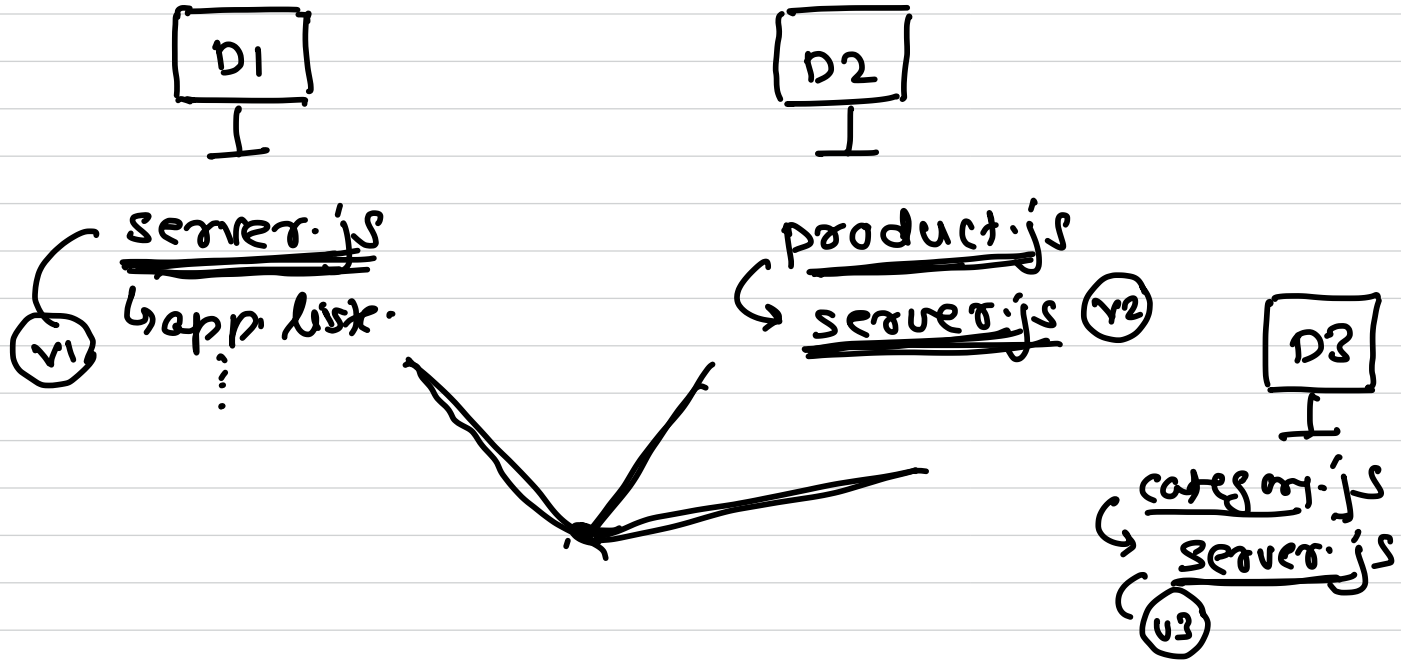 D1
D2
server.js
product.js
app. list.
v1
server.js
v2
D3
category.js
server.js
v3